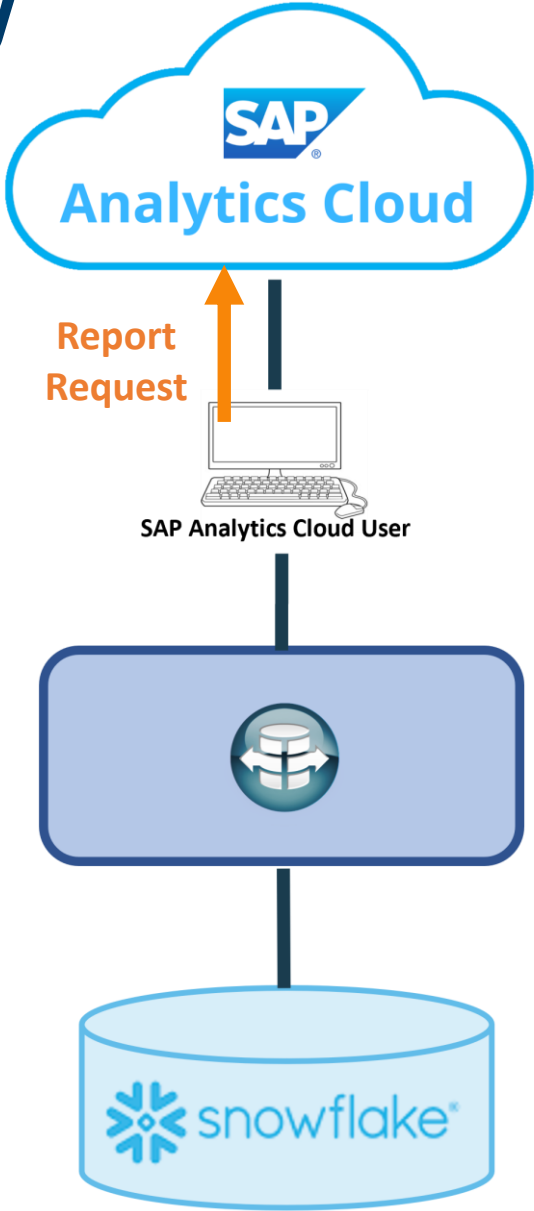 SAP
®
Analytics Cloud
Report
Request
SAP Analytics Cloud User
snowflake®